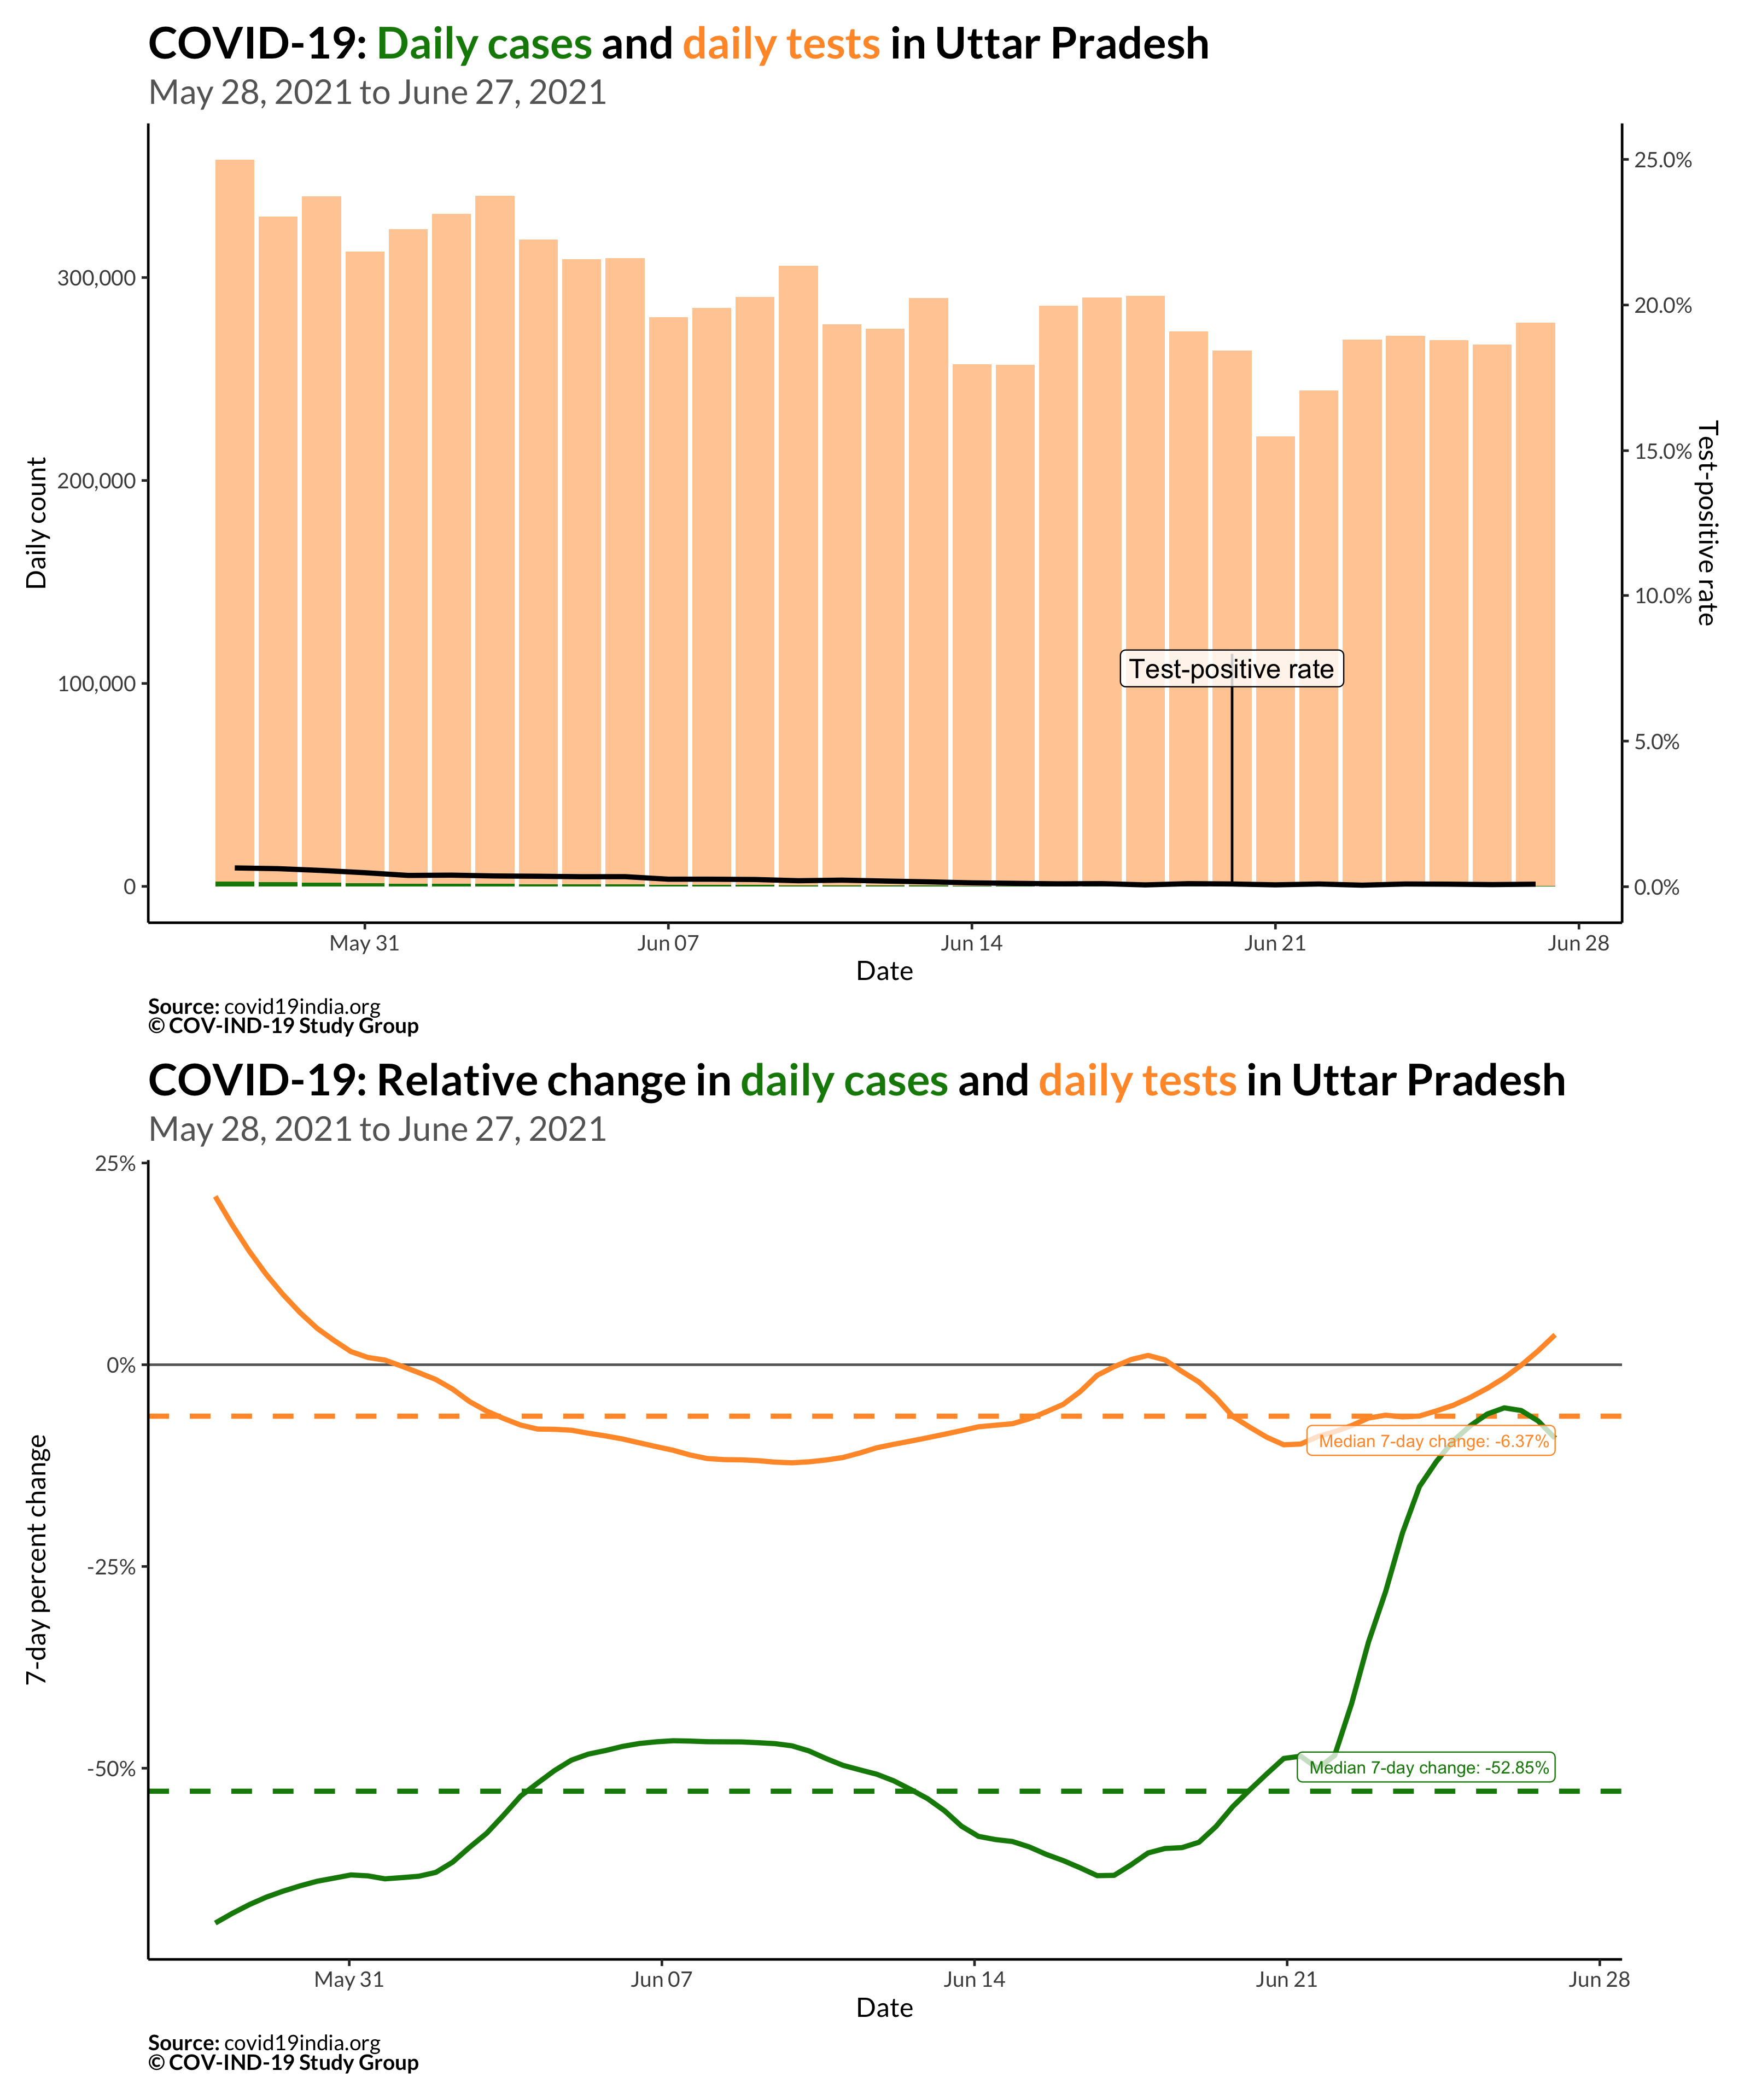 COVID-19: Daily cases and daily tests in Uttar Pradesh
May 28, 2021 to June 27, 2021
Daily count
300,000
200,000
100,000
0
25.0%
20.0%
15.0%
10.0%
5.0%
0.0%
Test-positive rate
Test-positive rate
May 31
Jun 07
Jun 14
Jun 21
Jun 28
Date
Source: covid19india.org
© COV-IND-19 Study Group
COVID-19: Relative change in daily cases and daily tests in Uttar Pradesh
May 28, 2021 to June 27, 2021
7-day percent change
25%
0%
-25%
-50%
Median 7-day change: -6.37%
Median 7-day change: -52.85%
May 31
Jun 07
Jun 14
Jun 21
Jun 28
Date
Source: covid19india.org
© COV-IND-19 Study Group